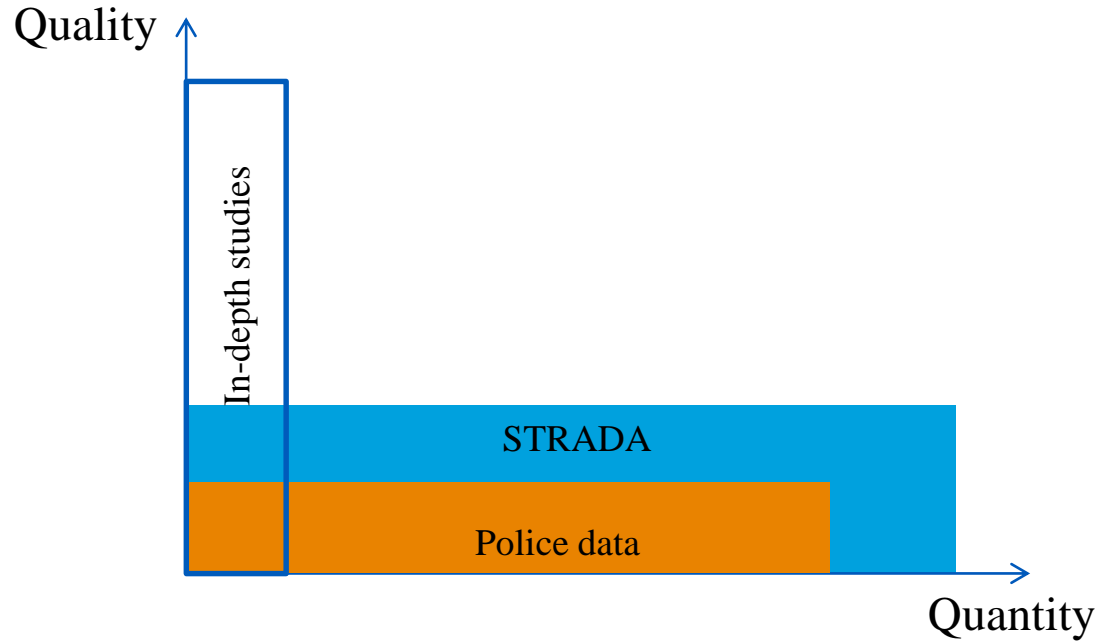 Quality
In-depth studies
STRADA
Police data
Quantity